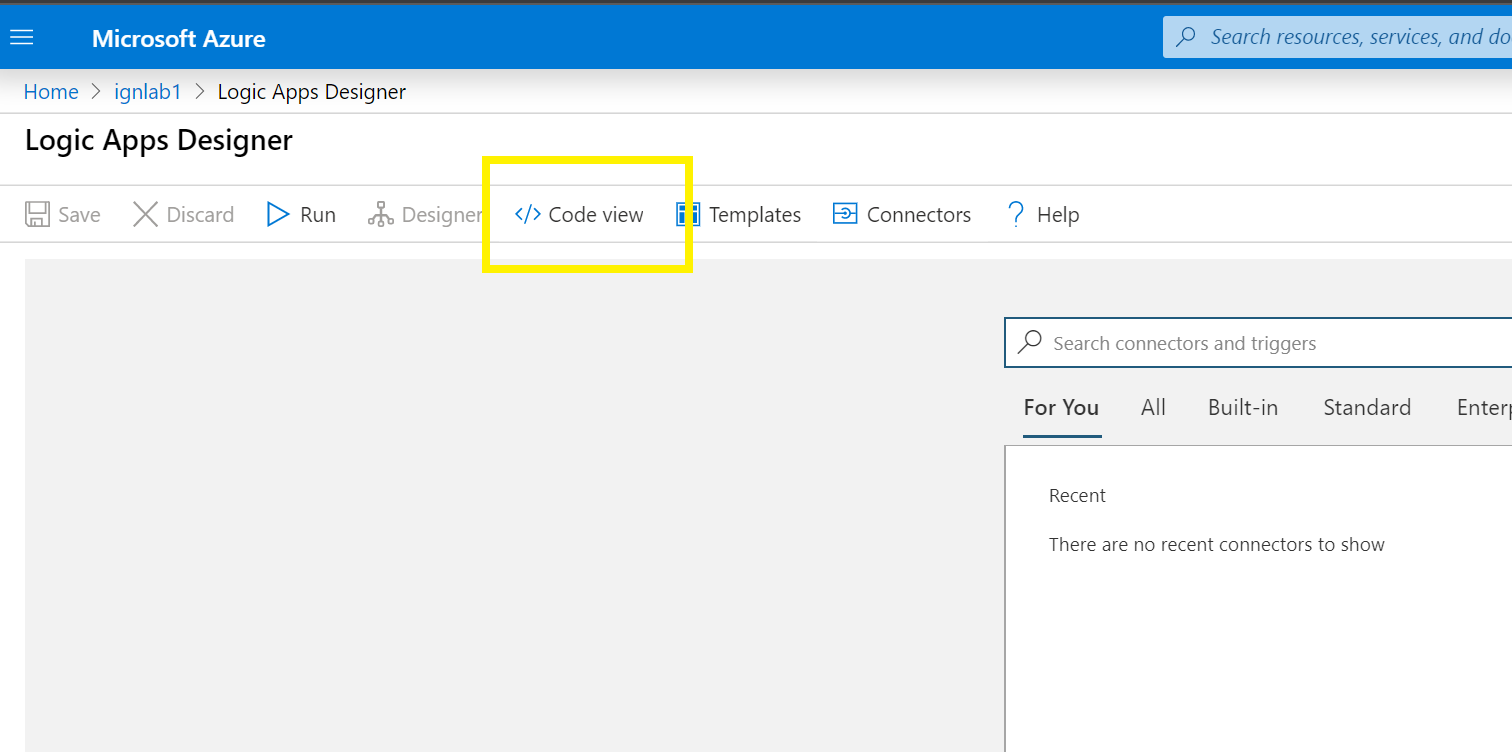 Microsoft Azure
Search resources, services, and do
Home > ignlab1 > Logic Apps Designer
Logic Apps Designer
Save Discard Run Designer </> Code view Templates Connectors ? Help
Search connectors and triggers
For You All Built-in Standard Enterp
Recent
There are no recent connectors to show